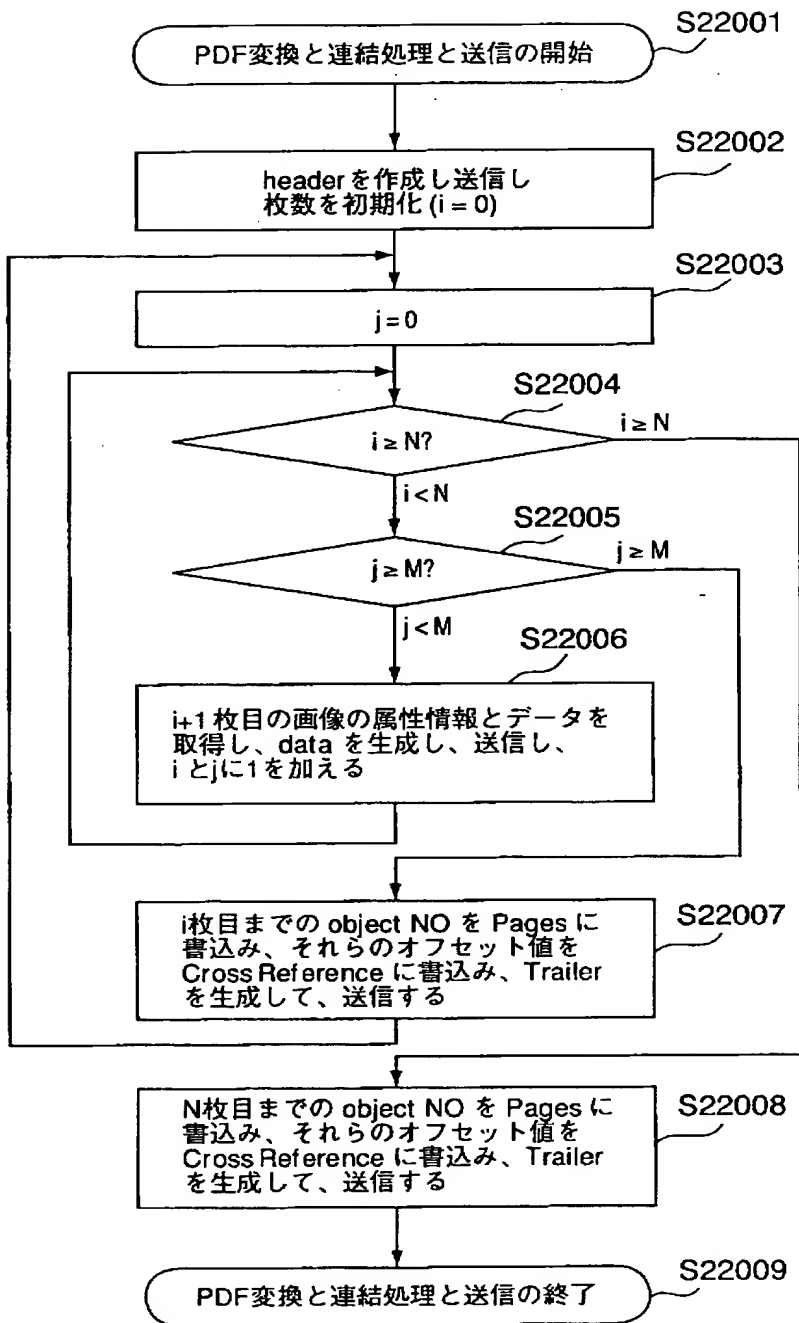 S22001
PDF変換と連結処理と送信の開始
S22002
headerを作成し送信し
枚数を初期化 (i = 0)
S22003
j = 0
S22004
i ≥ N?
i ≥ N
i < N
S22005
j ≥ M?
j ≥ M
j < M
S22006
i+1 枚目の画像の属性情報とデータを
取得し、data を生成し、送信し、
i とjに1を加える
S22007
i枚目までの object NO を Pages に
書込み、それらのオフセット値を
Cross Reference に書込み、Trailer
を生成して、送信する
S22008
N枚目までの object NO を Pages に
書込み、それらのオフセット値を
Cross Reference に書込み、Trailer
を生成して、送信する
S22009
PDF変換と連結処理と送信の終了